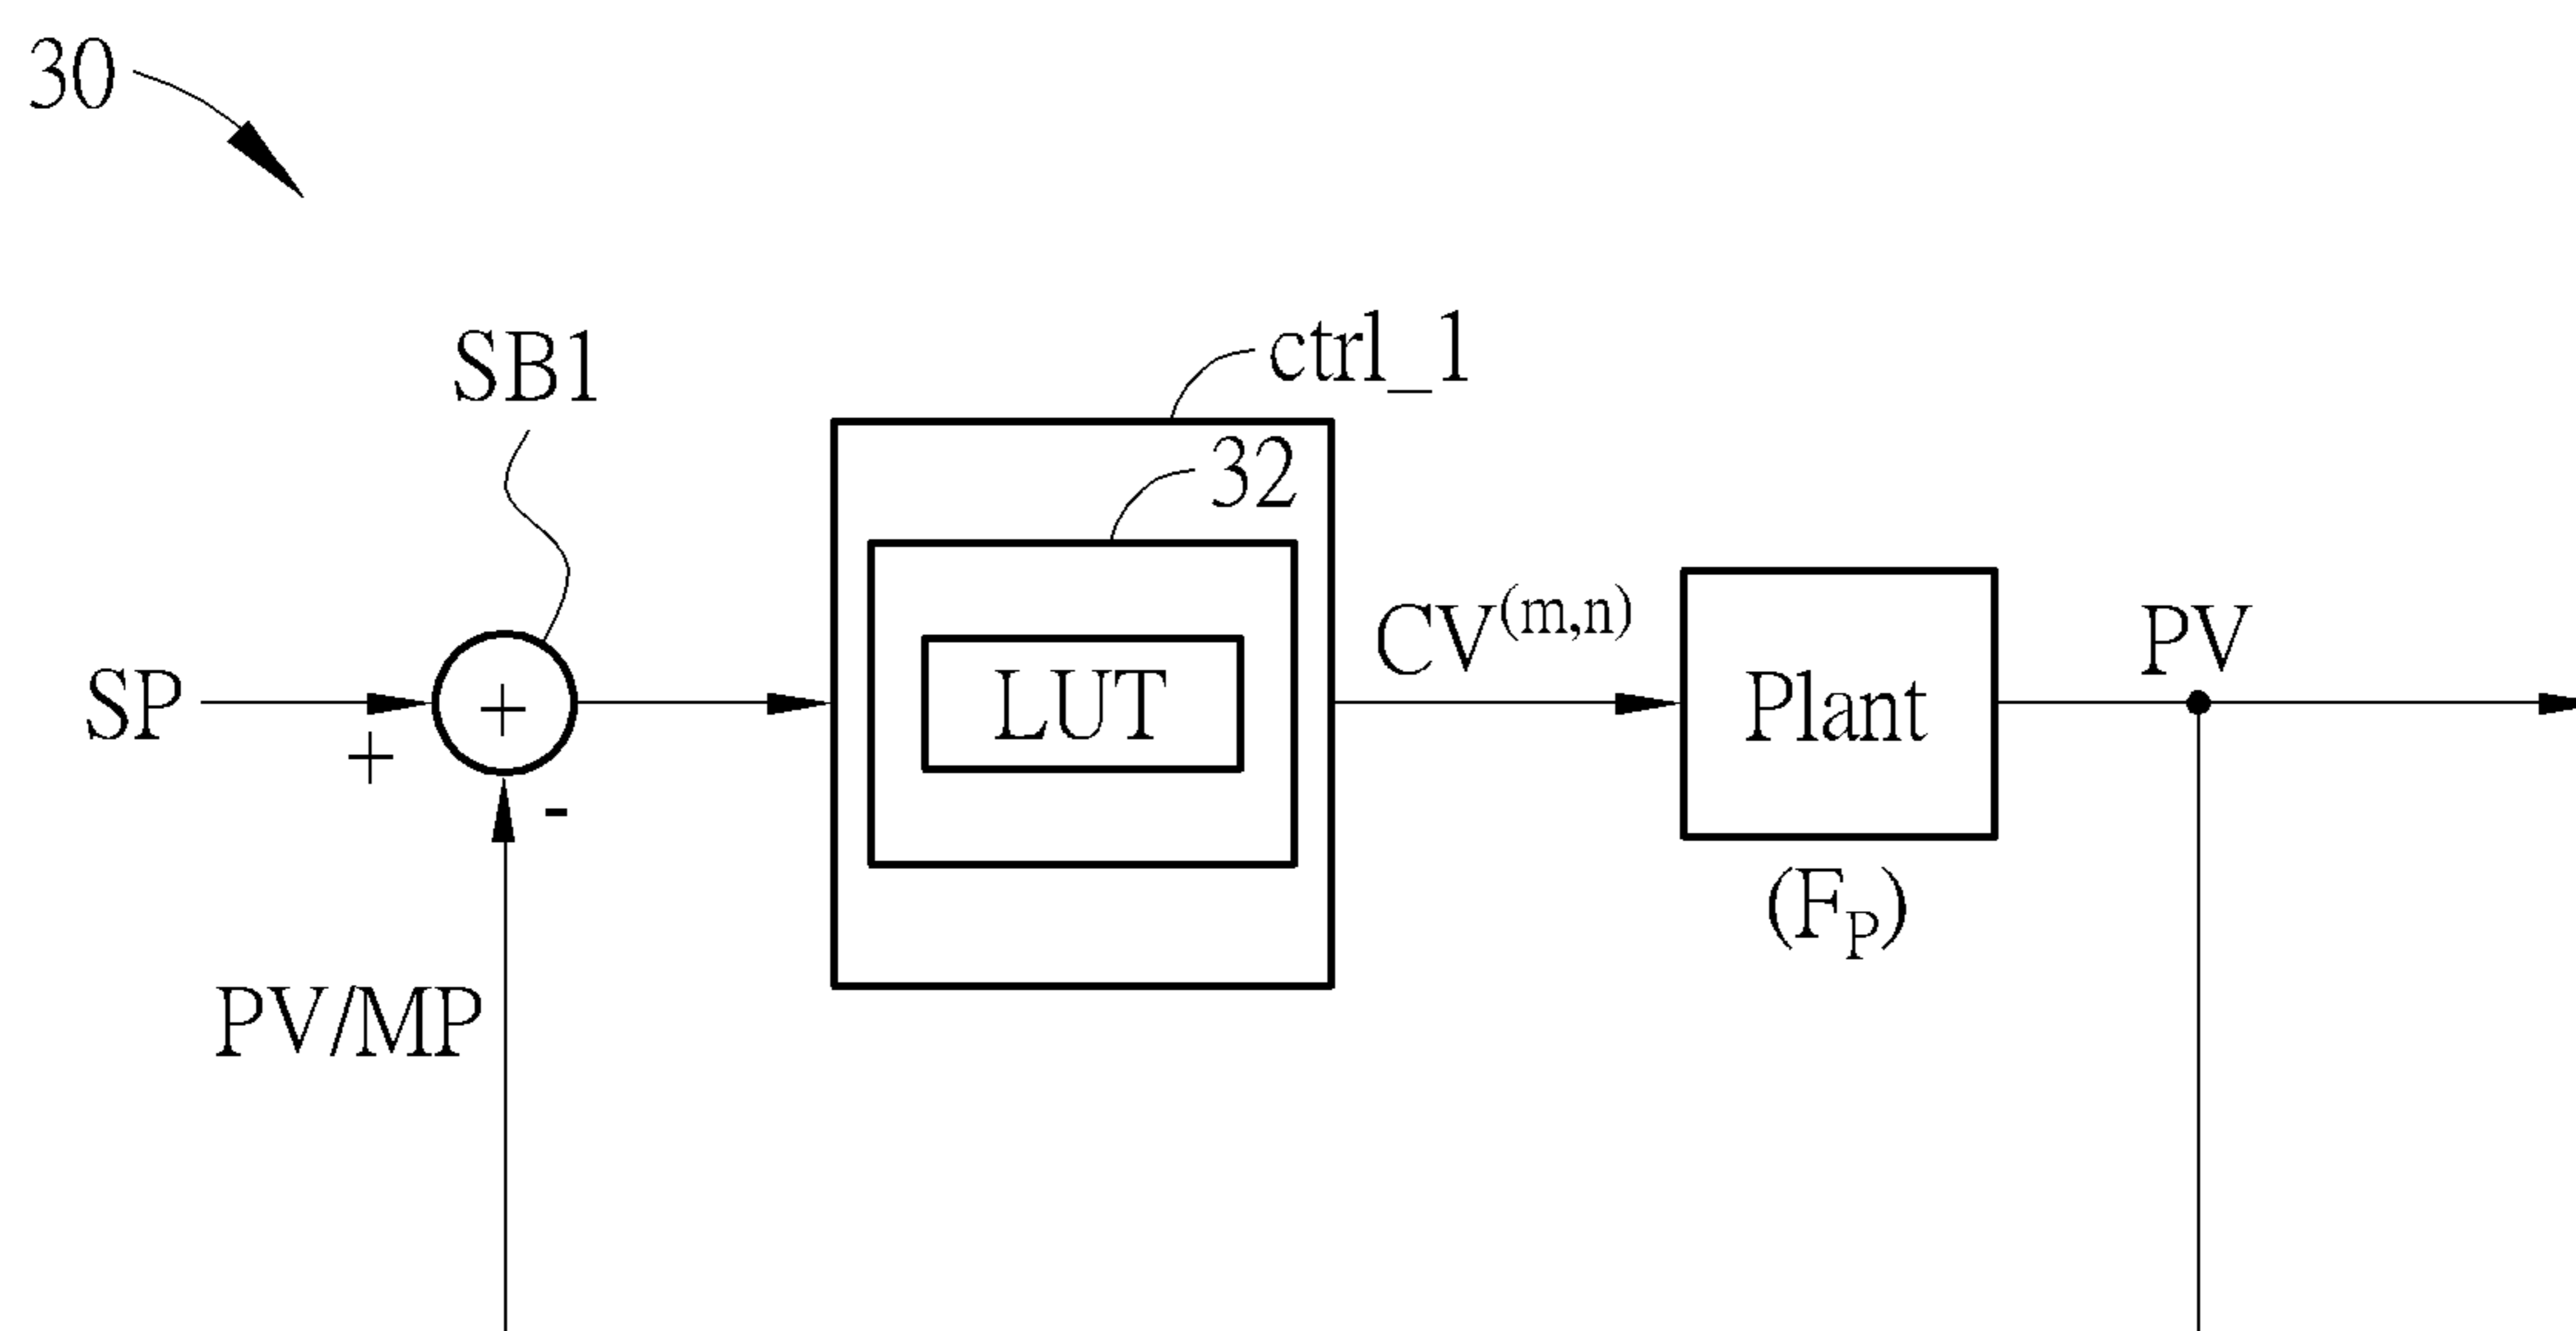 30
SB1
ctrl_1
32
SP
+
+
-
LUT
CV(m,n)
Plant
(FP)
PV
PV/MP